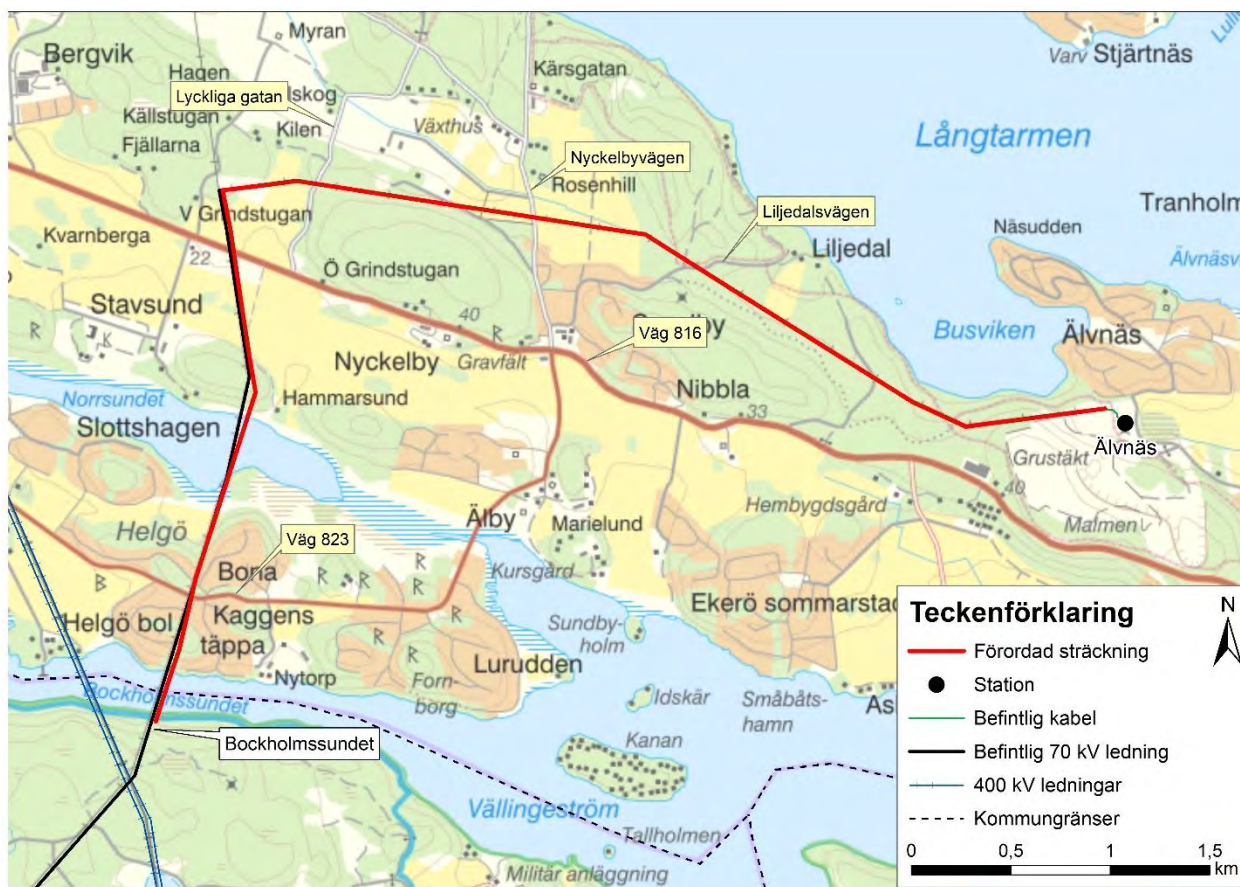 Myran
Bergvik
Stjärtnäs
Varv
Hagen
Kärsgatan
Lyckliga gatan
Källstugan
Växthus
Långtarmen
Kilen
Fjällarna
Nyckelbyvägen
Rosenhill
Tranholm
V Grindstugan
Liljedalsvägen
Näsudden
Kvarnberga
22
Liljedal
Ö Grindstugan
Stavsund
40
Busviken
Älvnäs
Väg 816
Nyckelby
Gravfält
Nibbla
Norrsundet
Hammarsund
33
Slottshagen
Älvnäs
Grustäkt
Hembygdsgård
40
Älby
Marielund
Malmen
Helgö
Väg 823
Bona
Kursgård
Helgö bol
Kaggens
täppa
Ekerö sommarstad
Sundby-
holm
Lurudden
Nytorp
Forn-
borg
Bockholmssundet
Idskär
Småbåts-
hamn
Bockholmssundet
Kanan
Vällingeström
Tallholmen
Militär anläggning
Teckenförklaring
N
Förordad sträckning
Station
Befintlig kabel
Befintlig 70 kV ledning
400 kV ledningar
Kommungränser
0 0,5 1 1,5
km